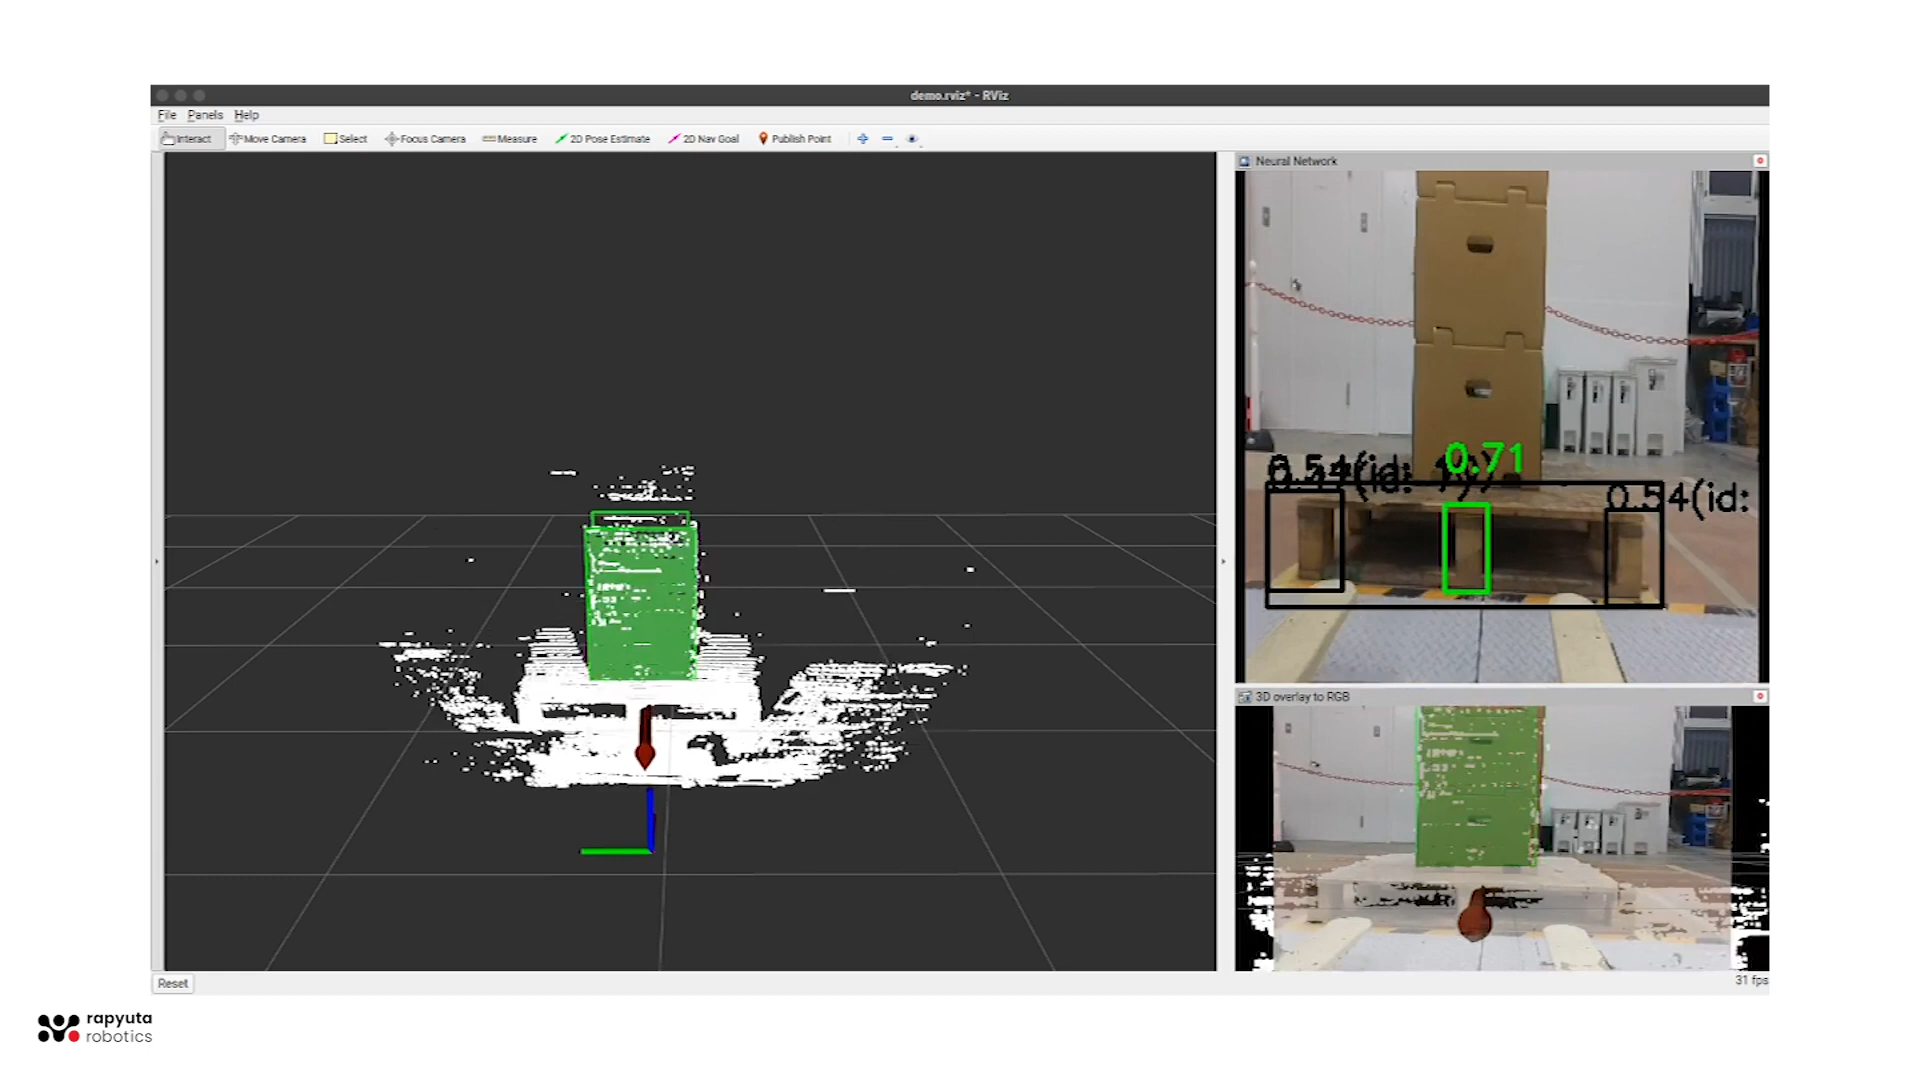 demo.rviz* - RViz
File Panels Help
Interact Move Camera Select Focus Camera Measure 2D Pose Estimate 2D Nav Goal Publish Point
Neural Network
0.71
0.54(id:
0.54(id:
3D overlay to RGB
Reset
31 fps
rapyuta
robotics